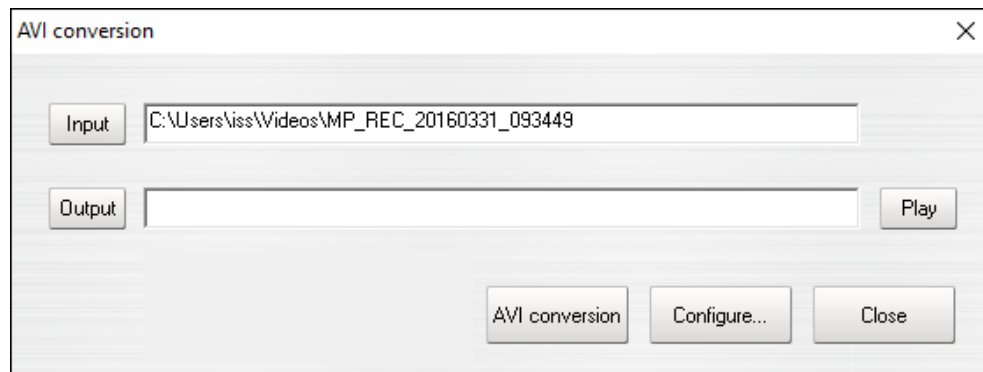 AVI conversion
Input
C:\Users\iss\Videos\MP_REC_20160331_093449
Output
Play
AVI conversion
Configure...
Close